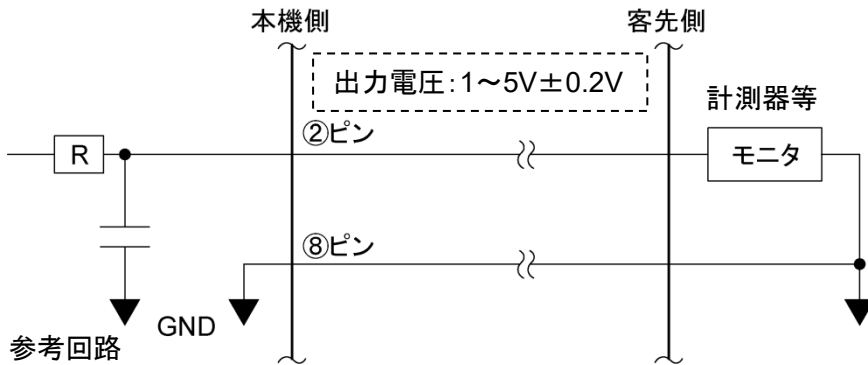 本機側
客先側
出力電圧：1～5V±0.2V
計測器等
②ピン
R
モニタ
⑧ピン
GND
参考回路